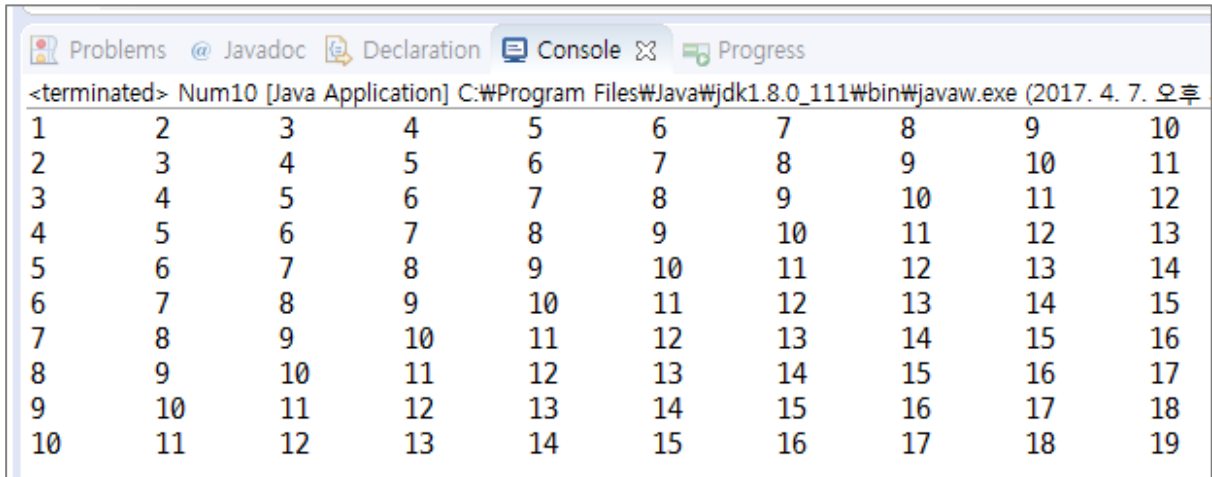 Problems @ Javadoc Declaration Console Progress
<terminated> Num10 [Java Application] C:₩Program Files₩Java₩jdk1.8.0_111₩bin₩javaw.exe (2017. 4. 7. 오후
1 2 3 4 5 6 7 8 9 10
2 3 4 5 6 7 8 9 10 11
3 4 5 6 7 8 9 10 11 12
4 5 6 7 8 9 10 11 12 13
5 6 7 8 9 10 11 12 13 14
6 7 8 9 10 11 12 13 14 15
7 8 9 10 11 12 13 14 15 16
8 9 10 11 12 13 14 15 16 17
9 10 11 12 13 14 15 16 17 18
10 11 12 13 14 15 16 17 18 19